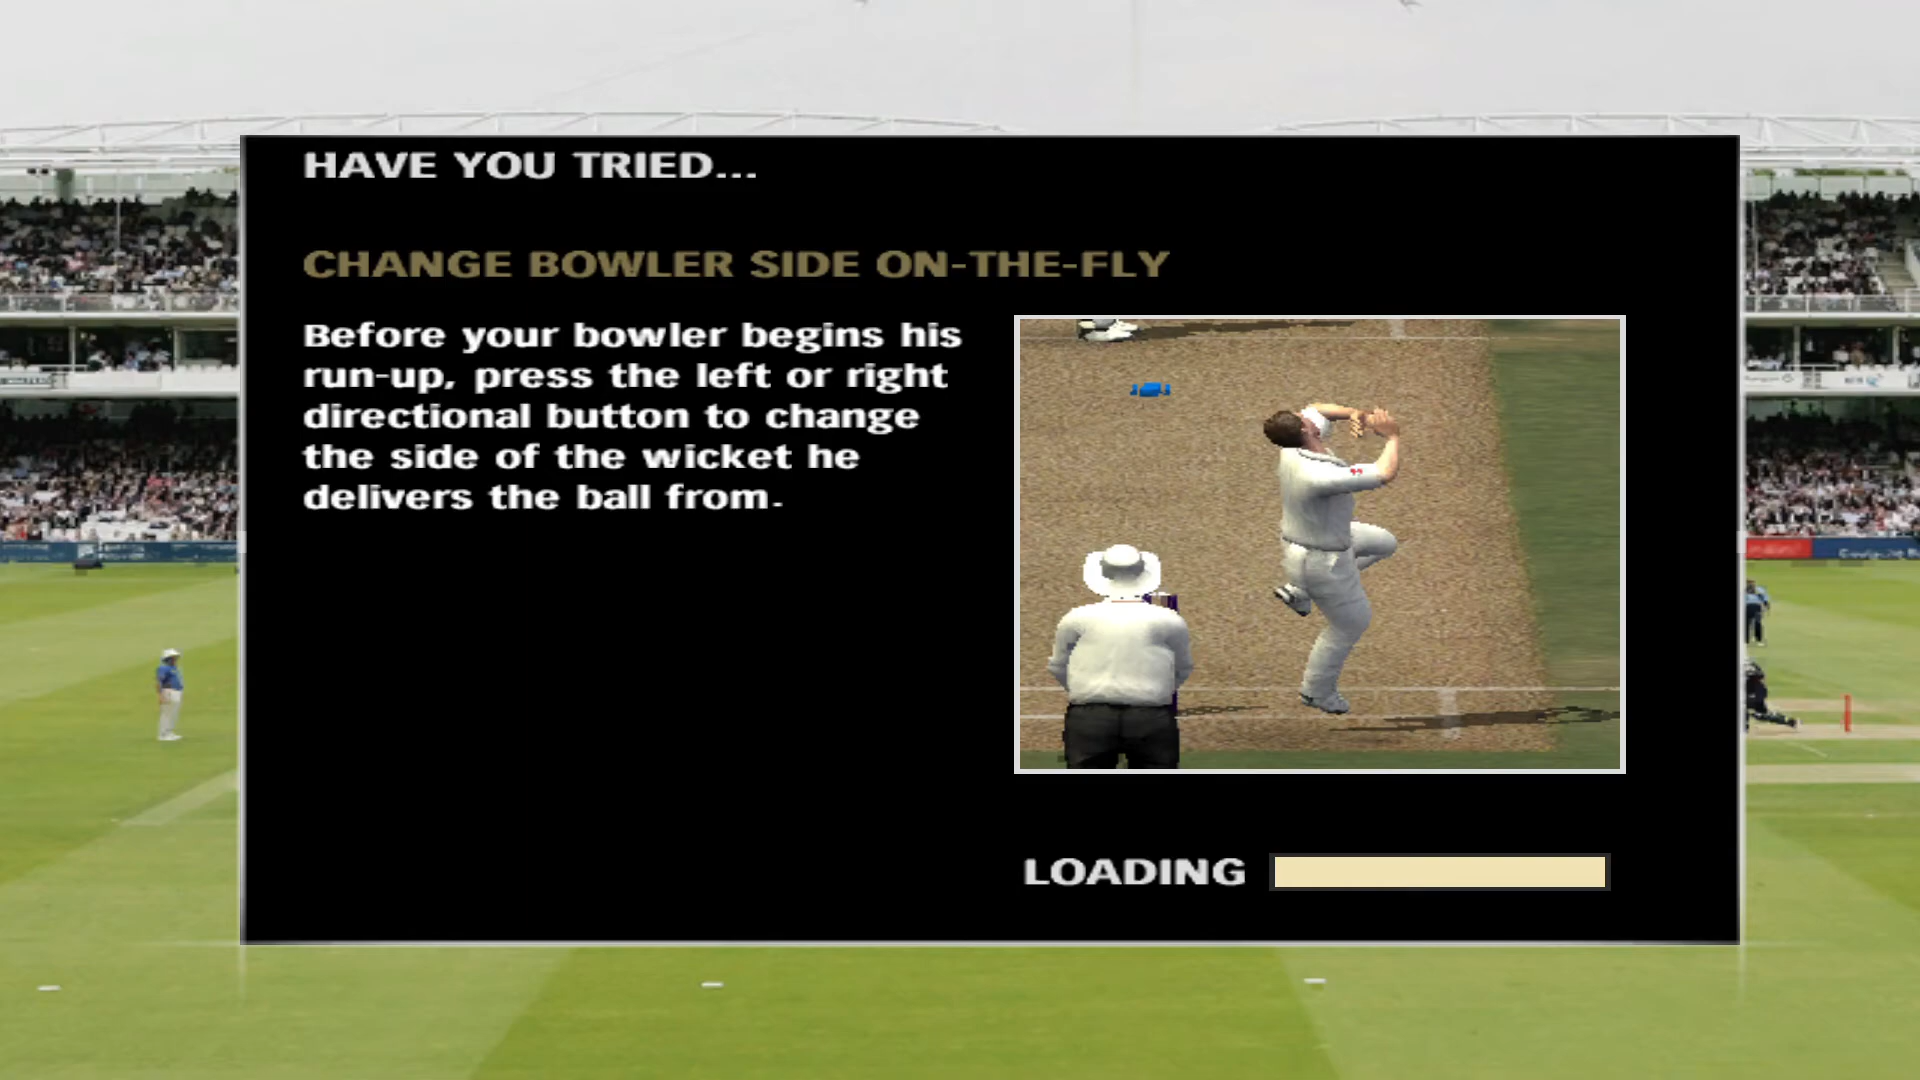 HAVE YOU TRIED...
CHANGE BOWLER SIDE ON-THE-FLY
Before your bowler begins his
run-up, press the left or right
directional button to change
the side of the wicket he
delivers the ball from.
LOADING